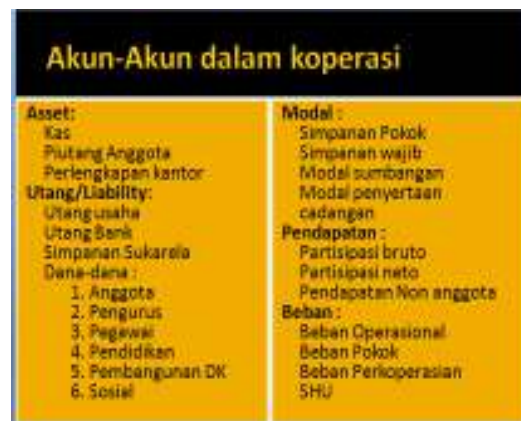 Akun-Akun dalam koperasi
Asset:
Kas
Piutang Anggota
Perlengkapan kantor
Utang/Liability:
Utang usaha
Utang Bank
Simpanan Sukarela
Dana-dana :
1. Anggota
2. Pengurus
3. Pegawai
4. Pendidikan
5. Pembangunan DK
6. Sosial
Modal :
Simpanan Pokok
Simpanan wajib
Modal sumbangan
Modal penyertaan
cadangan
Pendapatan :
Partisipasi bruto
Partisipasi neto
Pendapatan Non anggota
Beban :
Beban Operasional
Beban Pokok
Beban Perkoperasian
SHU